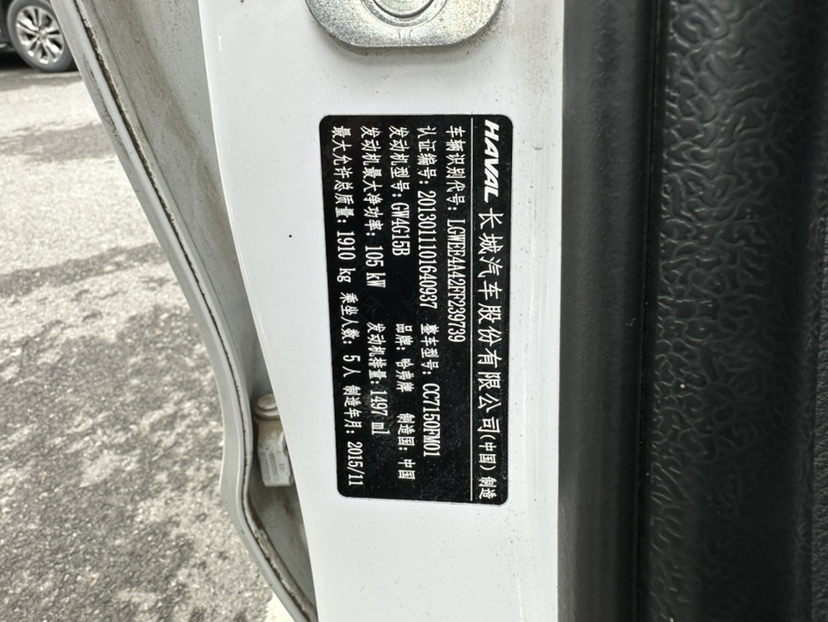 HAVAL 长城汽车股份有限公司(中国) 制造
车辆识别代号: LGWEE4A42FF239739
认证编号: 2013011101640937 整车型号: CC7150FM01
发动机型号: GW4G15B 品牌: 哈弗牌 制造国: 中国
发动机最大净功率: 105 kW 发动机排量: 1497 ml
最大允许总质量: 1910 kg 乘坐人数: 5人 制造年月: 2015/11